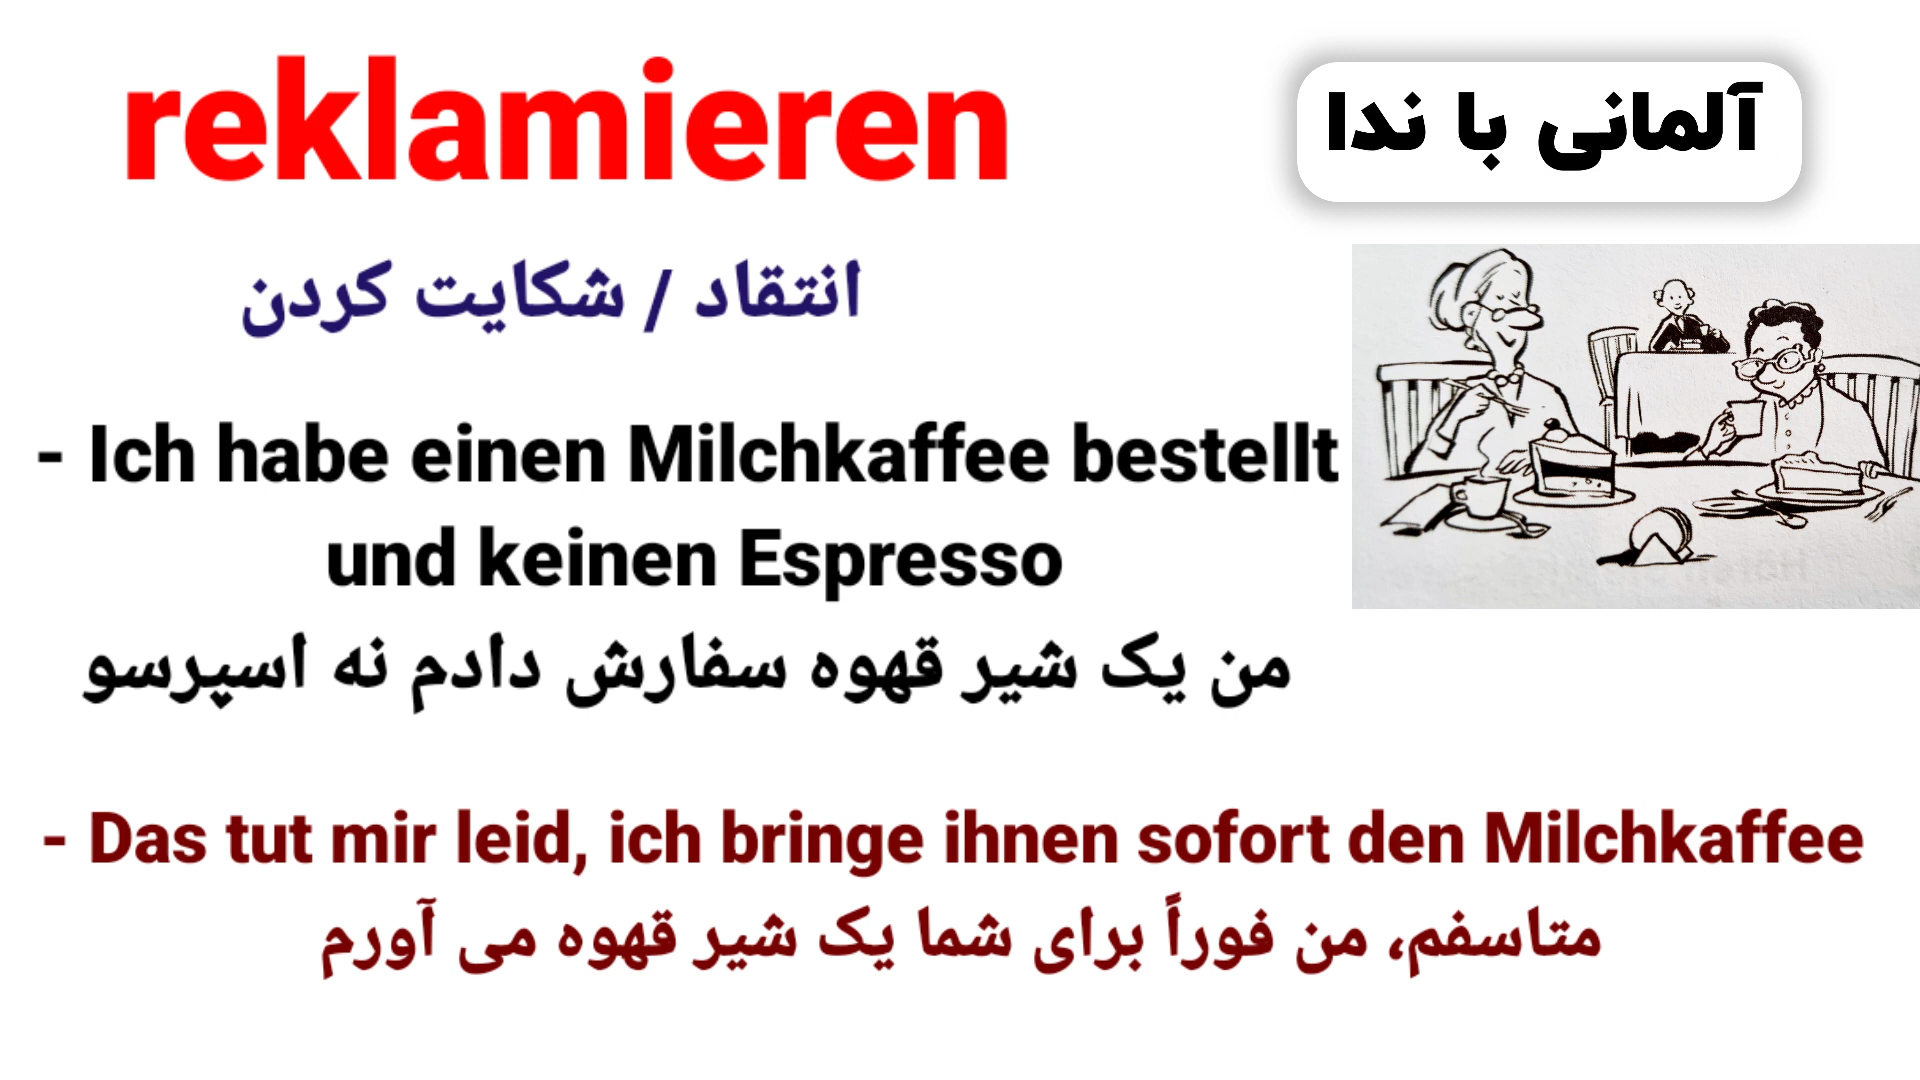 reklamieren
آلمانی با ندا
انتقاد / شکایت کردن
- Ich habe einen Milchkaffee bestellt
und keinen Espresso
من یک شیر قهوه سفارش دادم نه اسپرسو
- Das tut mir leid, ich bringe ihnen sofort den Milchkaffee
متاسفم، من فوراً برای شما یک شیر قهوه می آورم